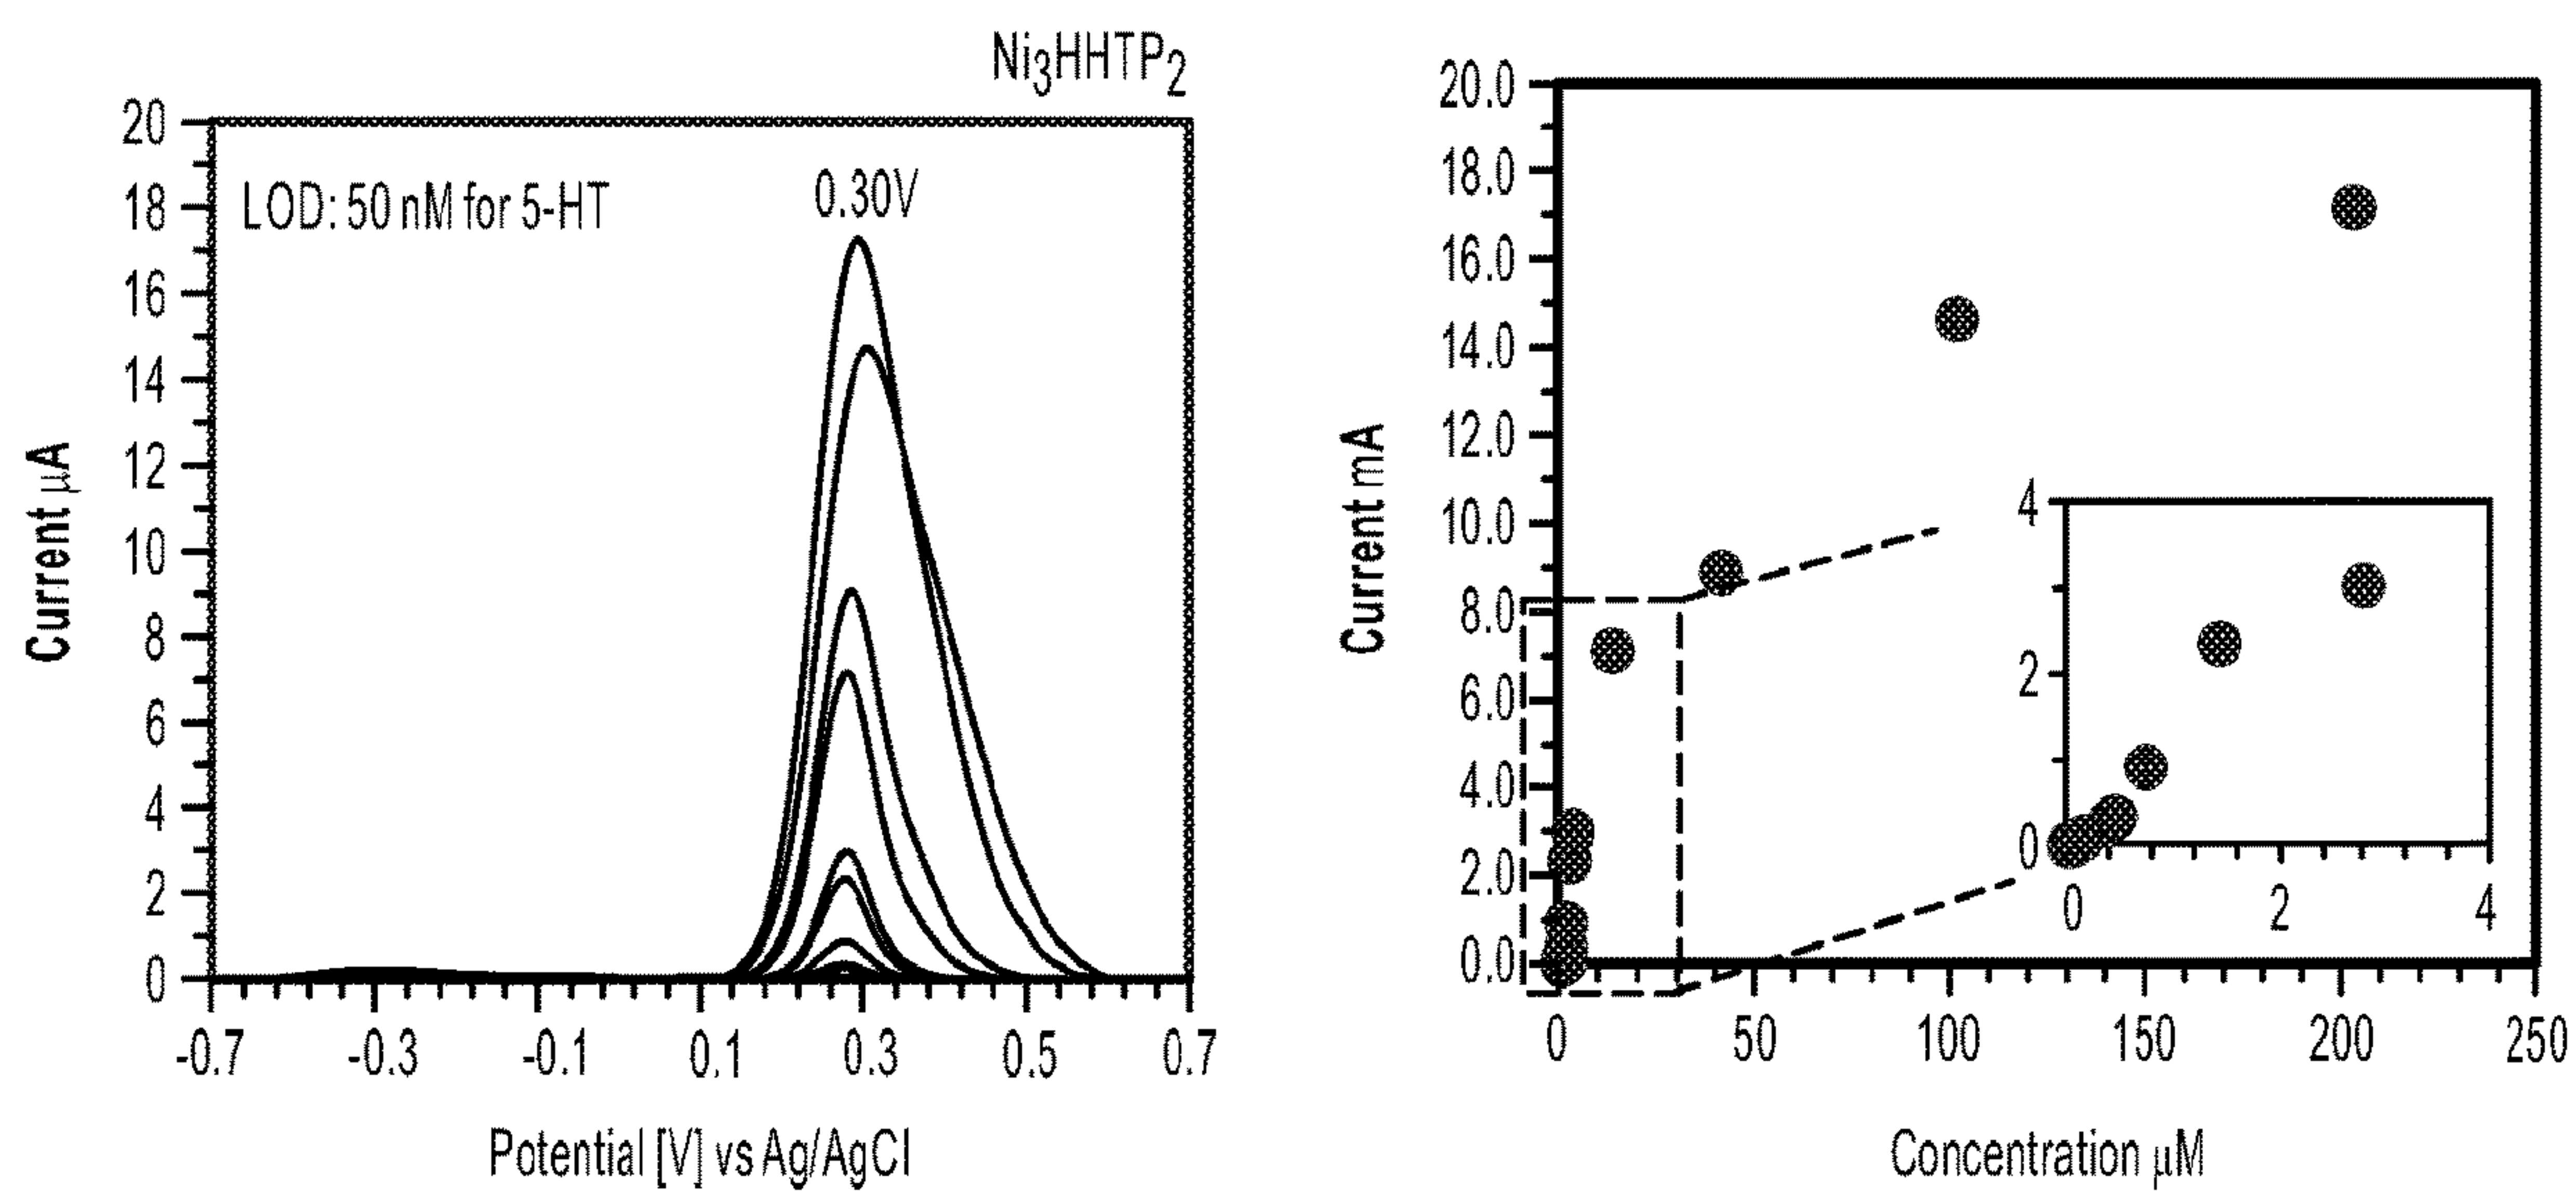 Ni3HHTP2
20
18
16
14
12
10
8
6
4
2
0
Current μA
LOD: 50 nM for 5-HT
0.30V
-0.7 -0.3 -0.1 0.1 0.3 0.5 0.7
Potential [V] vs Ag/AgCl
20.0
18.0
16.0
14.0
12.0
10.0
8.0
6.0
4.0
2.0
0.0
Current mA
4
2
0
0 2 4
0 50 100 150 200 250
Concentration μM